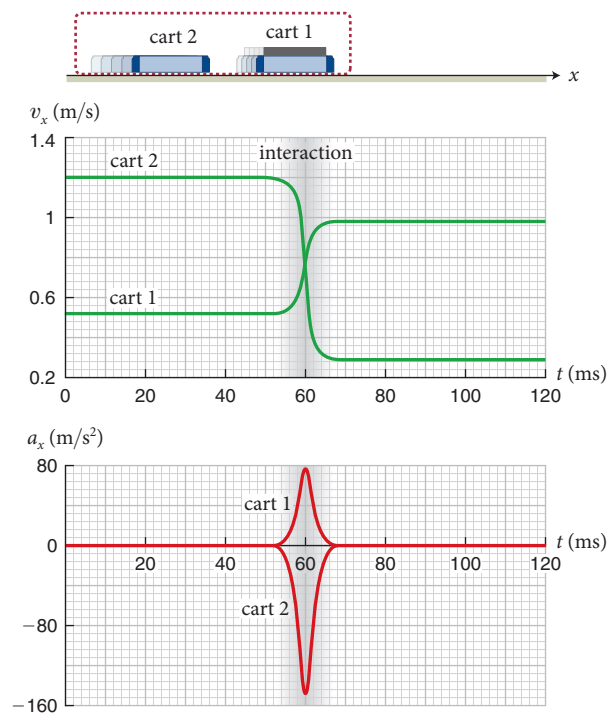 cart 2 cart 1
x
vₓ (m/s)
1.4
interaction
cart 2
1
0.6
cart 1
0.2
t (ms)
0 20 40 60 80 100 120
aₓ (m/s²)
80
cart 1
0
t (ms)
20 40 60 80 100 120
cart 2
−80
−160